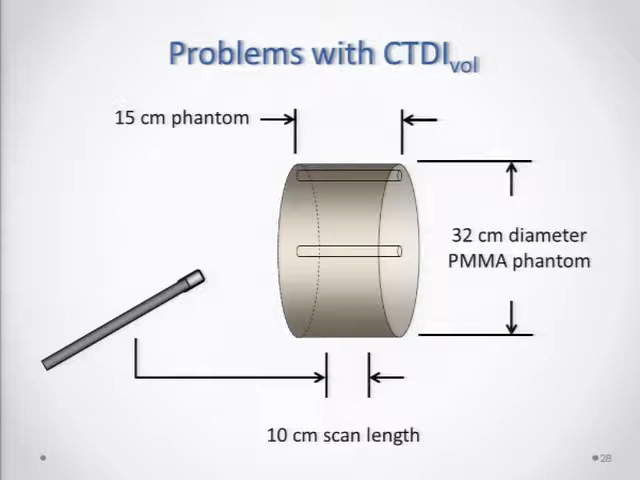 Problems with CTDIvol
15 cm phantom
32 cm diameter
PMMA phantom
10 cm scan length
28